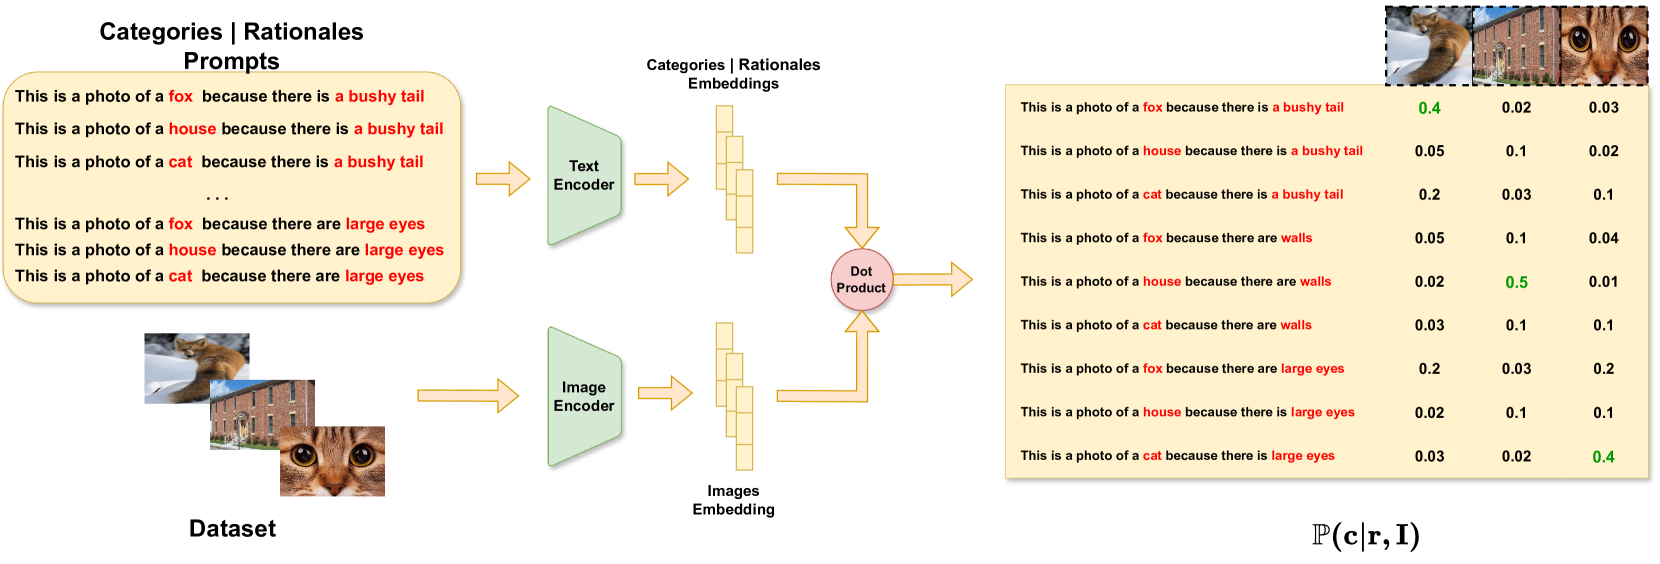 Categories | Rationales
Prompts
This is a photo of a fox because there is a bushy tail
This is a photo of a house because there is a bushy tail
This is a photo of a cat because there is a bushy tail
...
This is a photo of a fox because there are large eyes
This is a photo of a house because there are large eyes
This is a photo of a cat because there are large eyes
Dataset
Text
Encoder
Image
Encoder
Categories | Rationales
Embeddings
Images
Embedding
Dot
Product
This is a photo of a fox because there is a bushy tail 0.4 0.02 0.03
This is a photo of a house because there is a bushy tail 0.05 0.1 0.02
This is a photo of a cat because there is a bushy tail 0.2 0.03 0.1
This is a photo of a fox because there are walls 0.05 0.1 0.04
This is a photo of a house because there are walls 0.02 0.5 0.01
This is a photo of a cat because there are walls 0.03 0.1 0.1
This is a photo of a fox because there are large eyes 0.2 0.03 0.2
This is a photo of a house because there is large eyes 0.02 0.1 0.1
This is a photo of a cat because there is large eyes 0.03 0.02 0.4
ℙ(c|r, I)